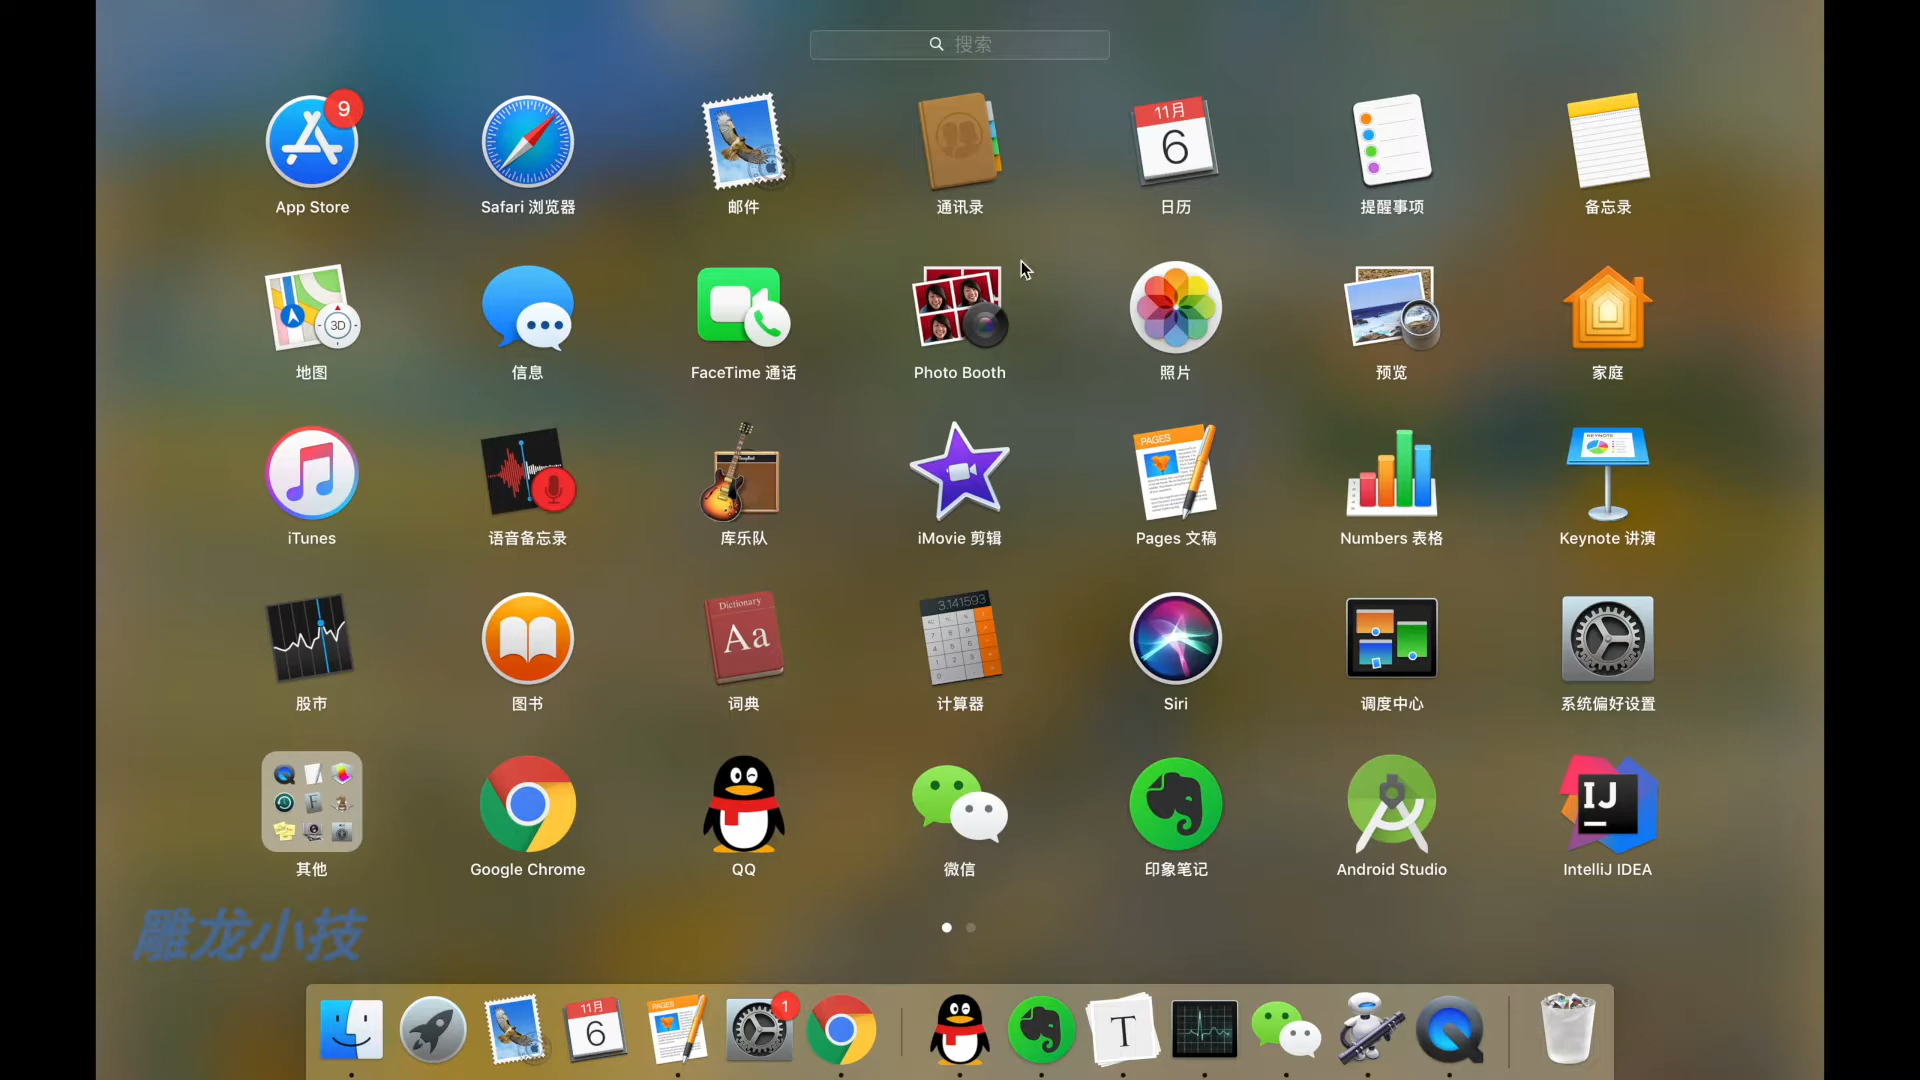 搜索
9
11月
6
App Store
Safari 浏览器
邮件
通讯录
日历
提醒事项
备忘录
3D
地图
信息
FaceTime 通话
Photo Booth
照片
预览
家庭
PAGES
KEYNOTE
iTunes
语音备忘录
库乐队
iMovie 剪辑
Pages 文稿
Numbers 表格
Keynote 讲演
Dictionary
Aa
3.141593
股市
图书
词典
计算器
Siri
调度中心
系统偏好设置
IJ
其他
Google Chrome
QQ
微信
印象笔记
Android Studio
IntelliJ IDEA
雕龙小技
11月
6
PAGES
1
T